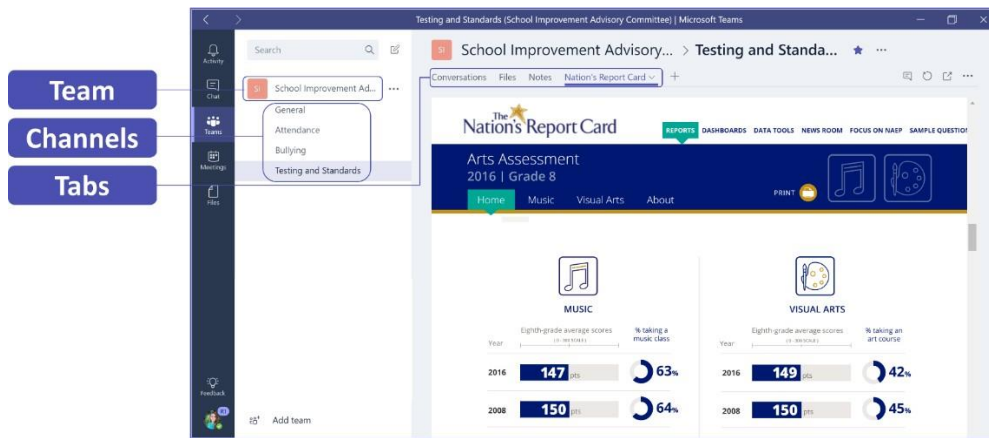 Testing and Standards (School Improvement Advisory Committee) | Microsoft Teams
Activity
Chat
Teams
Meetings
Files
Feedback
Team
Channels
Tabs
Search
SI
School Improvement Ad...
General
Attendance
Bullying
Testing and Standards
Add team
SI School Improvement Advisory... > Testing and Standa...
Conversations Files Notes Nation's Report Card
The
Nation's Report Card
REPORTS DASHBOARDS DATA TOOLS NEWS ROOM FOCUS ON NAEP SAMPLE QUESTION
Arts Assessment
2016 | Grade 8
PRINT
Home Music Visual Arts About
MUSIC
Eighth-grade average scores
% taking a
music class
Year
2016 147 pts 63%
2008 150 pts 64%
VISUAL ARTS
Eighth-grade average scores
% taking an
art course
Year
2016 149 pts 42%
2008 150 pts 45%